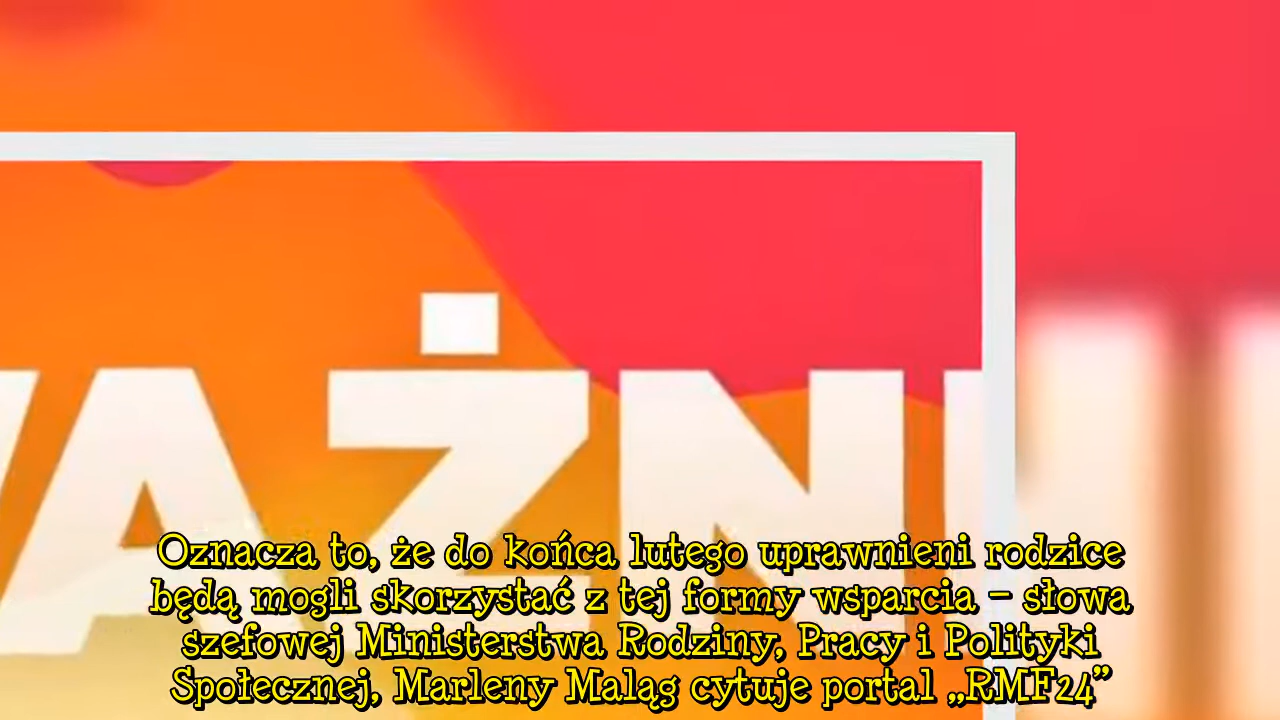 WAŻNI
Oznacza to, że do końca lutego uprawnieni rodzice
będą mogli skorzystać z tej formy wsparcia – słowa
szefowej Ministerstwa Rodziny, Pracy i Polityki
Społecznej, Marleny Maląg cytuje portal „RMF24”